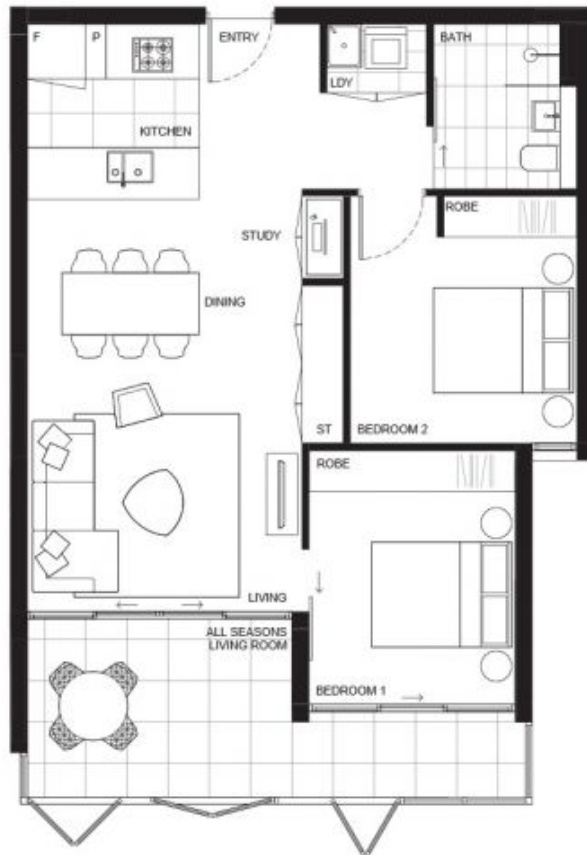 F
P
ENTRY
LDY
BATH
KITCHEN
ROBE
STUDY
DINING
ST
BEDROOM 2
ROBE
LIVING
ALL SEASONS
LIVING ROOM
BEDROOM 1